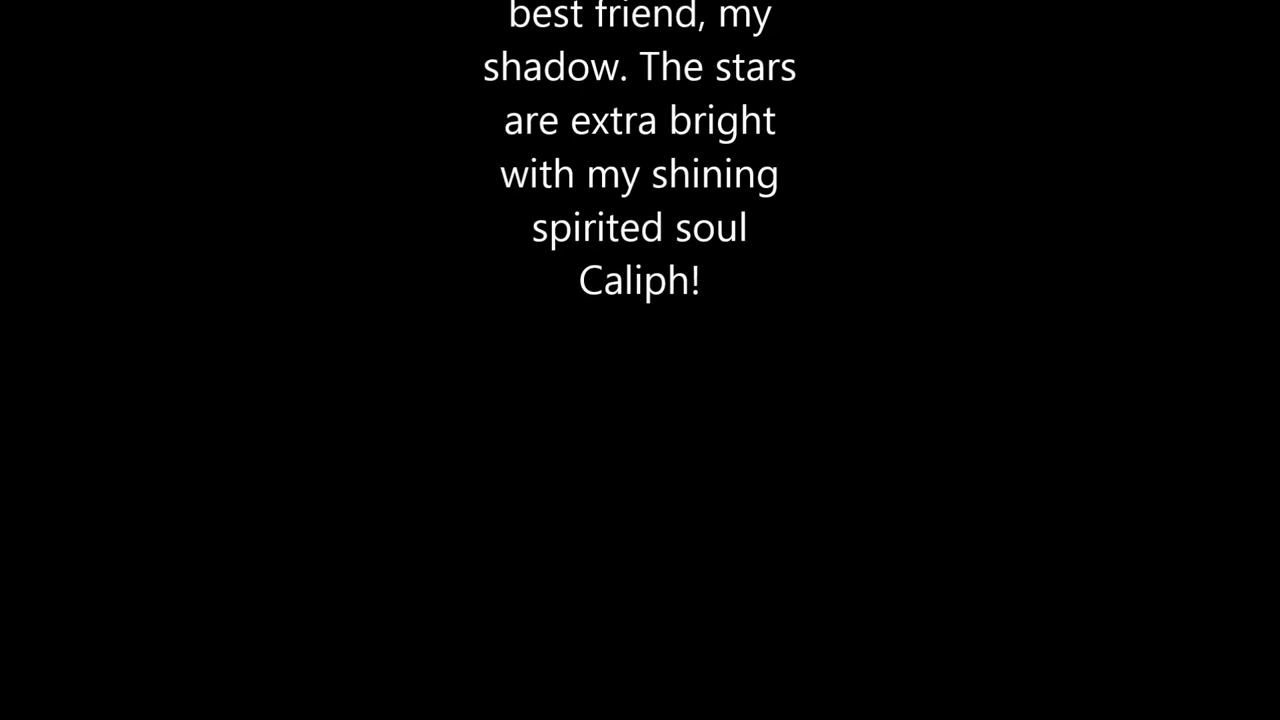 best friend, my
shadow. The stars
are extra bright
with my shining
spirited soul
Caliph!